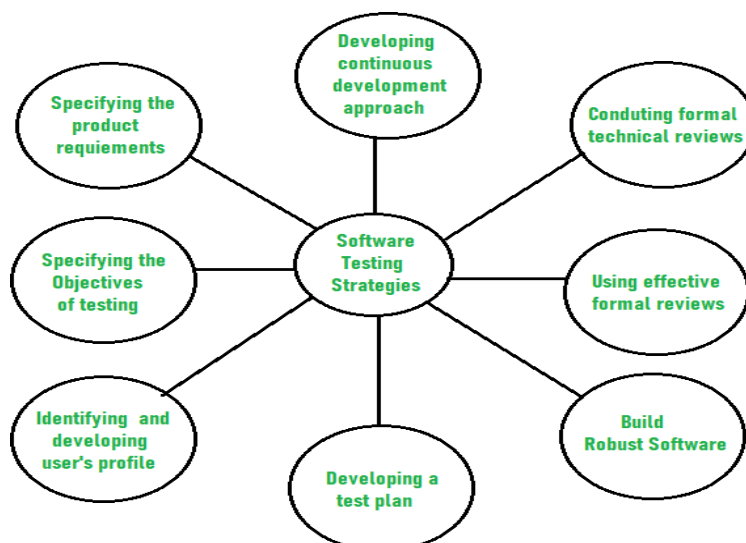 Developing
continuous
development
approach
Specifying the
product
requiements
Conduting formal
technical reviews
Software
Testing
Strategies
Specifying the
Objectives
of testing
Using effective
formal reviews
Identifying and
developing
user's profile
Build
Robust Software
Developing a
test plan